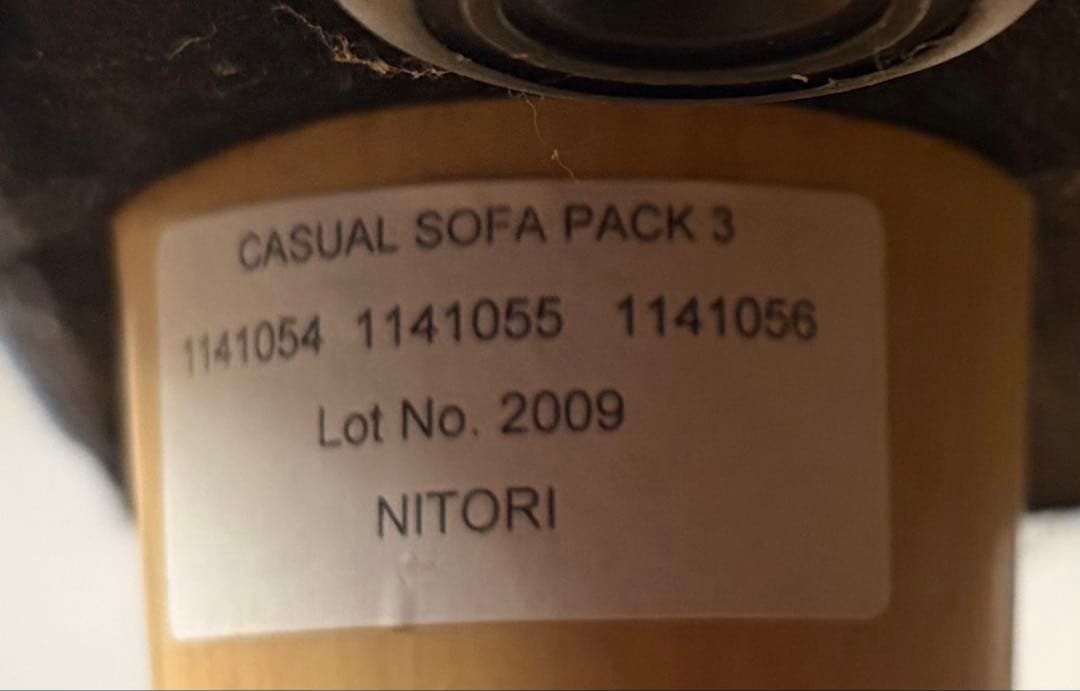 CASUAL SOFA PACK 3
1141054 1141055 1141056
Lot No. 2009
NITORI